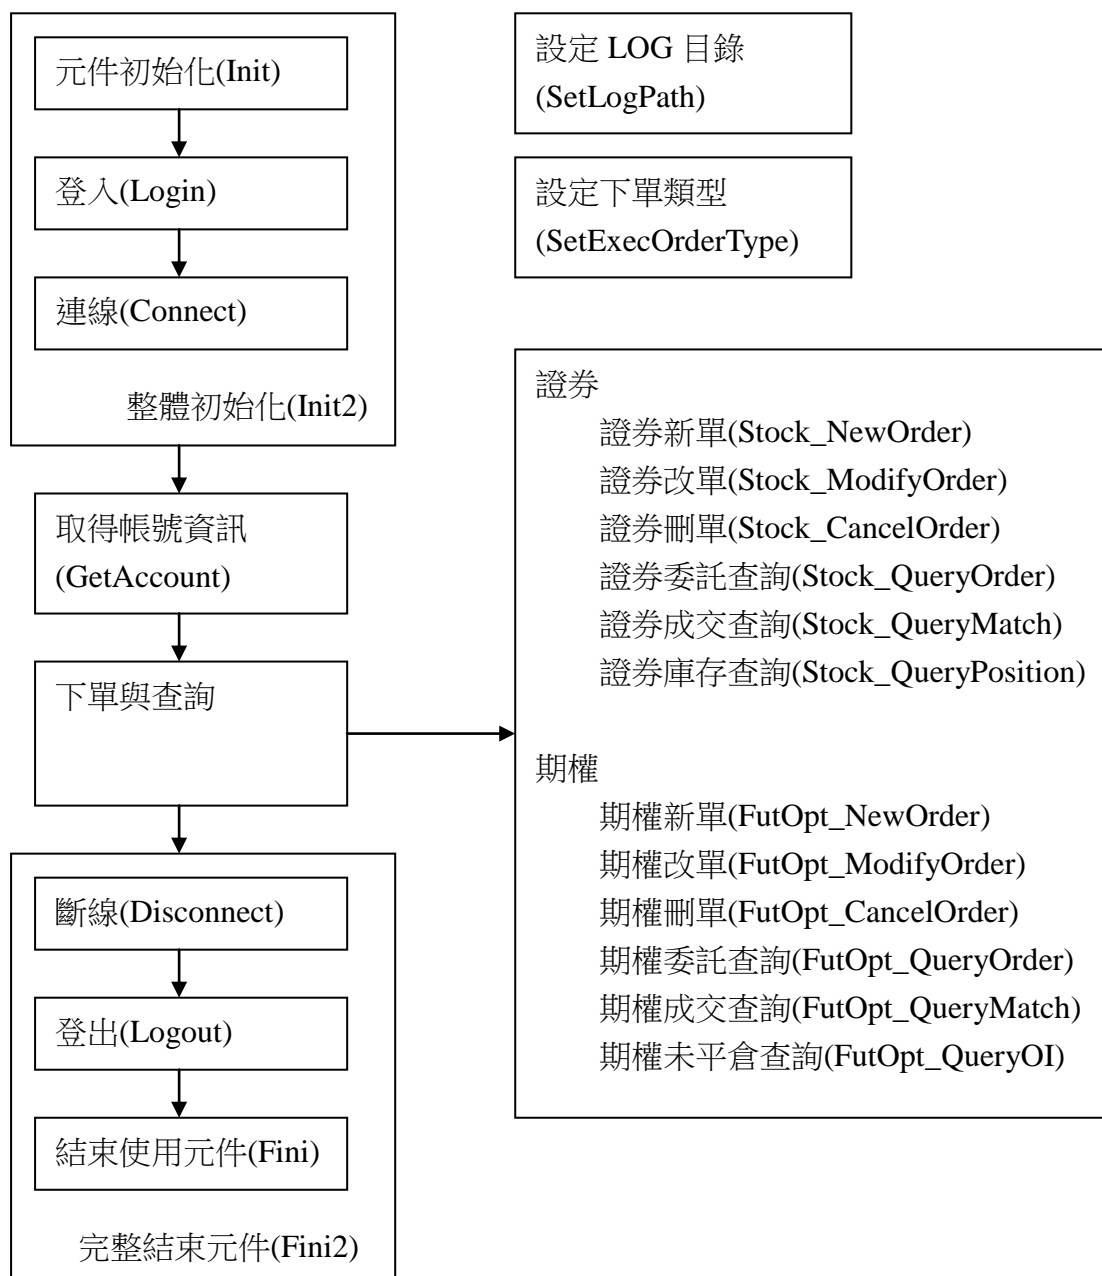 元件初始化(Init)
登入(Login)
連線(Connect)
整體初始化(Init2)
取得帳號資訊
(GetAccount)
下單與查詢
斷線(Disconnect)
登出(Logout)
結束使用元件(Fini)
完整結束元件(Fini2)
設定 LOG 目錄
(SetLogPath)
設定下單類型
(SetExecOrderType)
證券
證券新單(Stock_NewOrder)
證券改單(Stock_ModifyOrder)
證券刪單(Stock_CancelOrder)
證券委託查詢(Stock_QueryOrder)
證券成交查詢(Stock_QueryMatch)
證券庫存查詢(Stock_QueryPosition)
期權
期權新單(FutOpt_NewOrder)
期權改單(FutOpt_ModifyOrder)
期權刪單(FutOpt_CancelOrder)
期權委託查詢(FutOpt_QueryOrder)
期權成交查詢(FutOpt_QueryMatch)
期權未平倉查詢(FutOpt_QueryOI)